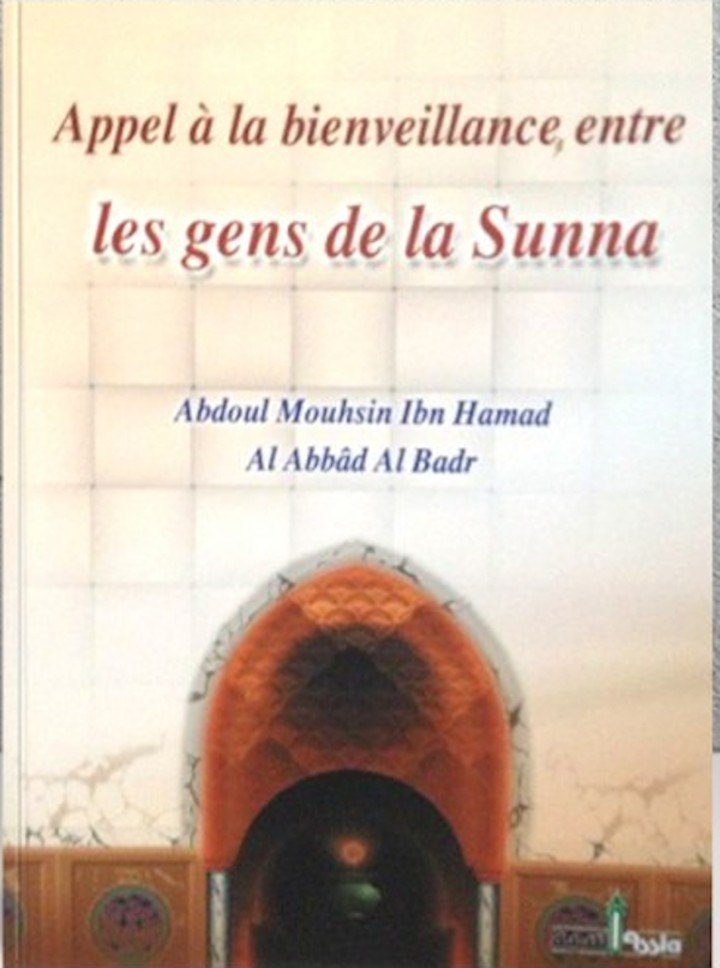 Appel à la bienveillance, entre
les gens de la Sunna
Abdoul Mouhsin Ibn Hamad
Al Abbâd Al Badr